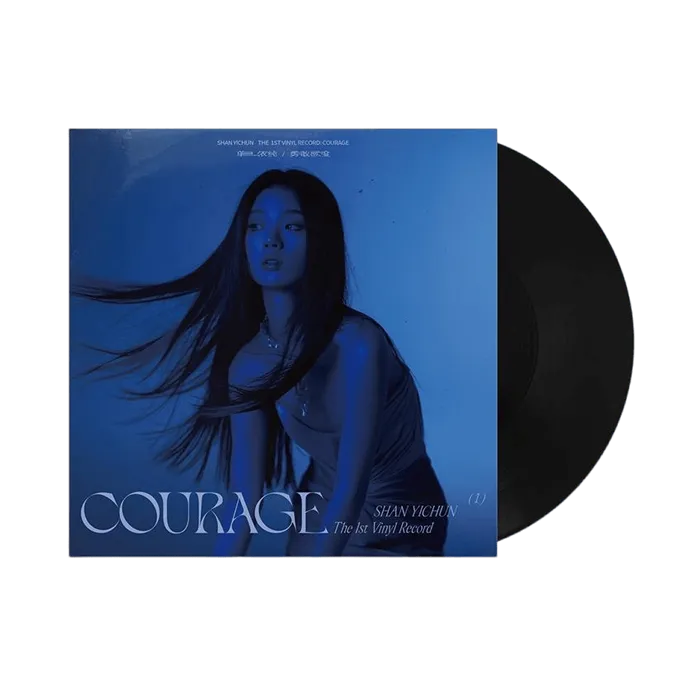 SHAN YICHUN · THE 1ST VINYL RECORD: COURAGE
COURAGE
(1)
SHAN YICHUN
The 1st Vinyl Record